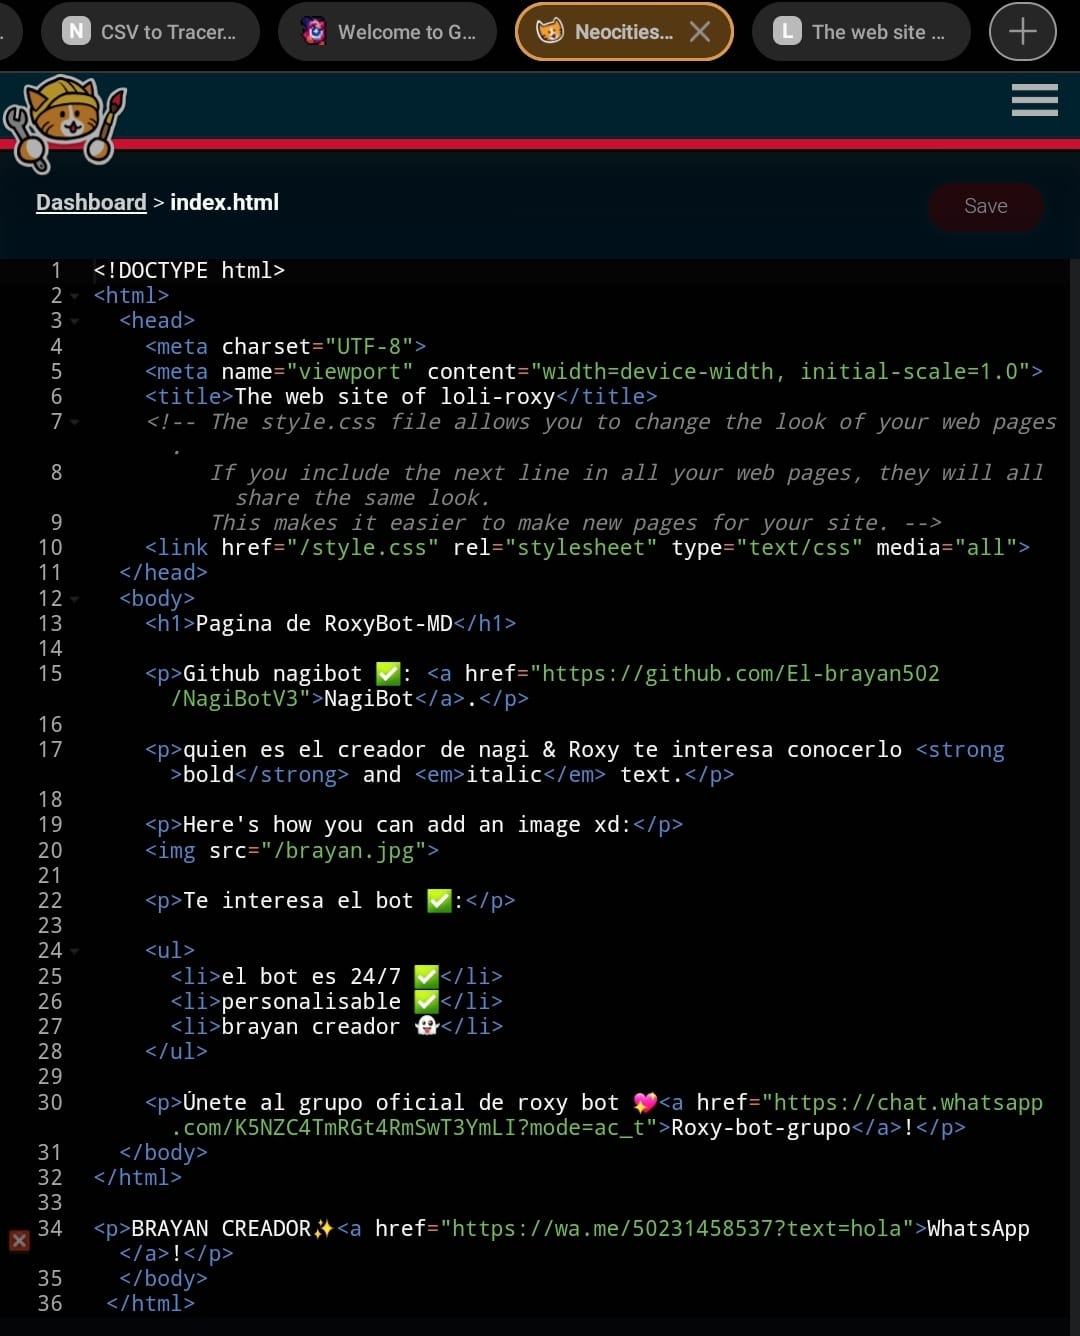 N CSV to Tracer...
Welcome to G...
Neocities...
L The web site ...
Dashboard > index.html
Save
1 <!DOCTYPE html>
2 <html>
3 <head>
4 <meta charset="UTF-8">
5 <meta name="viewport" content="width=device-width, initial-scale=1.0">
6 <title>The web site of loli-roxy</title>
7 <!-- The style.css file allows you to change the look of your web pages
.
8 If you include the next line in all your web pages, they will all
share the same look.
9 This makes it easier to make new pages for your site. -->
10 <link href="/style.css" rel="stylesheet" type="text/css" media="all">
11 </head>
12 <body>
13 <h1>Pagina de RoxyBot-MD</h1>
14
15 <p>Github nagibot ✅: <a href="https://github.com/El-brayan502
/NagiBotV3">NagiBot</a>.</p>
16
17 <p>quien es el creador de nagi & Roxy te interesa conocerlo <strong
>bold</strong> and <em>italic</em> text.</p>
18
19 <p>Here's how you can add an image xd:</p>
20 <img src="/brayan.jpg">
21
22 <p>Te interesa el bot ✅:</p>
23
24 <ul>
25 <li>el bot es 24/7 ✅</li>
26 <li>personalisable ✅</li>
27 <li>brayan creador 👻</li>
28 </ul>
29
30 <p>Únete al grupo oficial de roxy bot 💖<a href="https://chat.whatsapp
.com/K5NZC4TmRGt4RmSwT3YmLI?mode=ac_t">Roxy-bot-grupo</a>!</p>
31 </body>
32 </html>
33
34 <p>BRAYAN CREADOR✨<a href="https://wa.me/50231458537?text=hola">WhatsApp
</a>!</p>
35 </body>
36 </html>